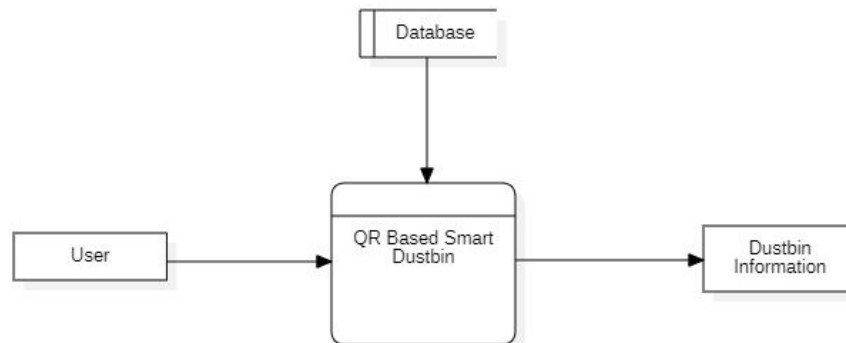 Database
User
QR Based Smart
Dustbin
Dustbin
Information